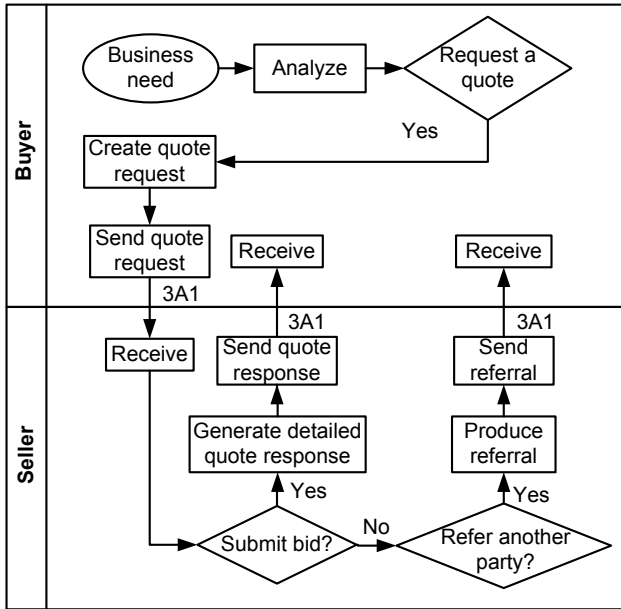 Buyer
Business
need
Analyze
Request a
quote
Yes
Create quote
request
Send quote
request
Receive
Receive
3A1
3A1
3A1
Seller
Receive
Send quote
response
Send
referral
Generate detailed
quote response
Produce
referral
Yes
Yes
Submit bid?
No
Refer another
party?